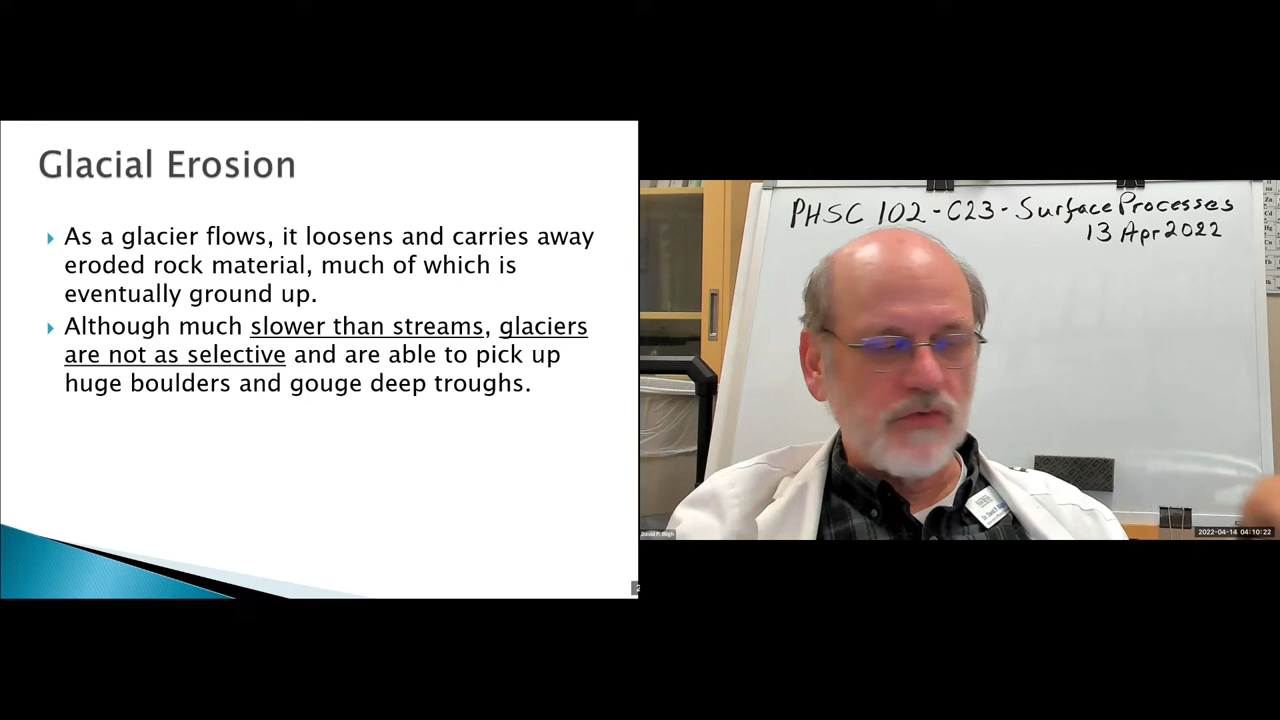 Glacial Erosion
As a glacier flows, it loosens and carries away
eroded rock material, much of which is
eventually ground up.
Although much slower than streams, glaciers
are not as selective and are able to pick up
huge boulders and gouge deep troughs.
PHSC 102 - C23 - Surface Processes
13 Apr 2022
2022-04-14 04:10:22